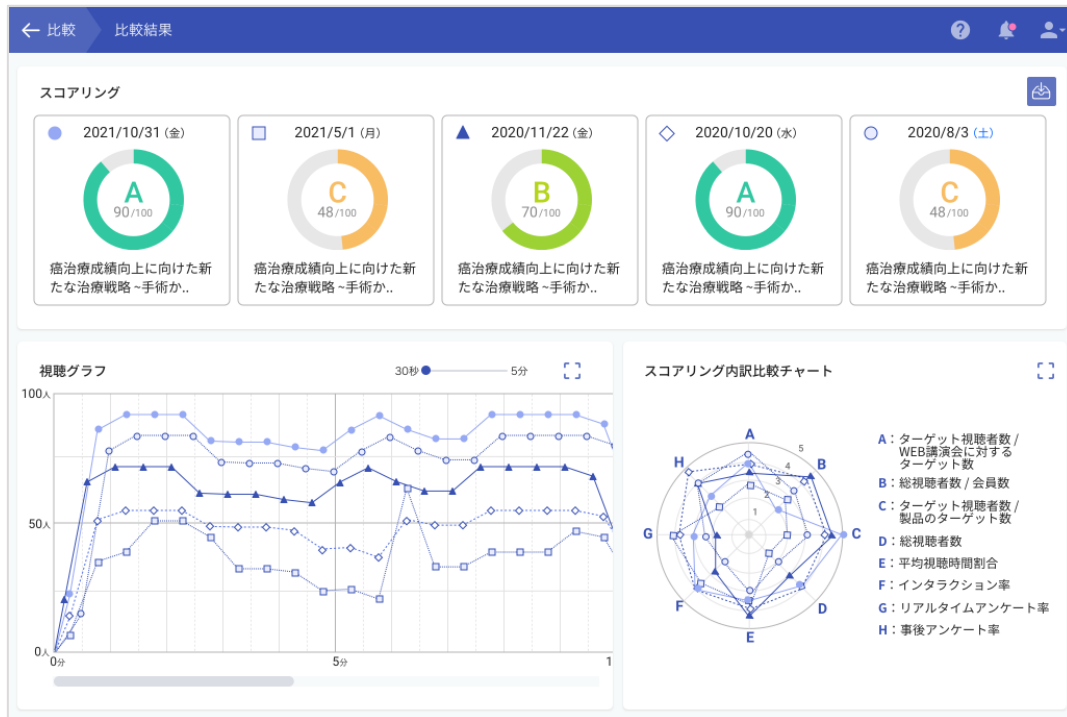 比較
比較結果
スコアリング
2021/10/31 (金)
A
90/100
癌治療成績向上に向けた新
たな治療戦略 ~手術か..
2021/5/1 (月)
C
48/100
癌治療成績向上に向けた新
たな治療戦略 ~手術か..
2020/11/22 (金)
B
70/100
癌治療成績向上に向けた新
たな治療戦略 ~手術か..
2020/10/20 (水)
A
90/100
癌治療成績向上に向けた新
たな治療戦略 ~手術か..
2020/8/3 (土)
C
48/100
癌治療成績向上に向けた新
たな治療戦略 ~手術か..
視聴グラフ
30秒 5分
100人
50人
0人
0分 5分 1
スコアリング内訳比較チャート
A
B
C
D
E
F
G
H
5
4
3
2
1
A:ターゲット視聴者数 /
WEB講演会に対する
ターゲット数
B:総視聴者数 / 会員数
C:ターゲット視聴者数 /
製品のターゲット数
D:総視聴者数
E:平均視聴時間割合
F:インタラクション率
G:リアルタイムアンケート率
H:事後アンケート率